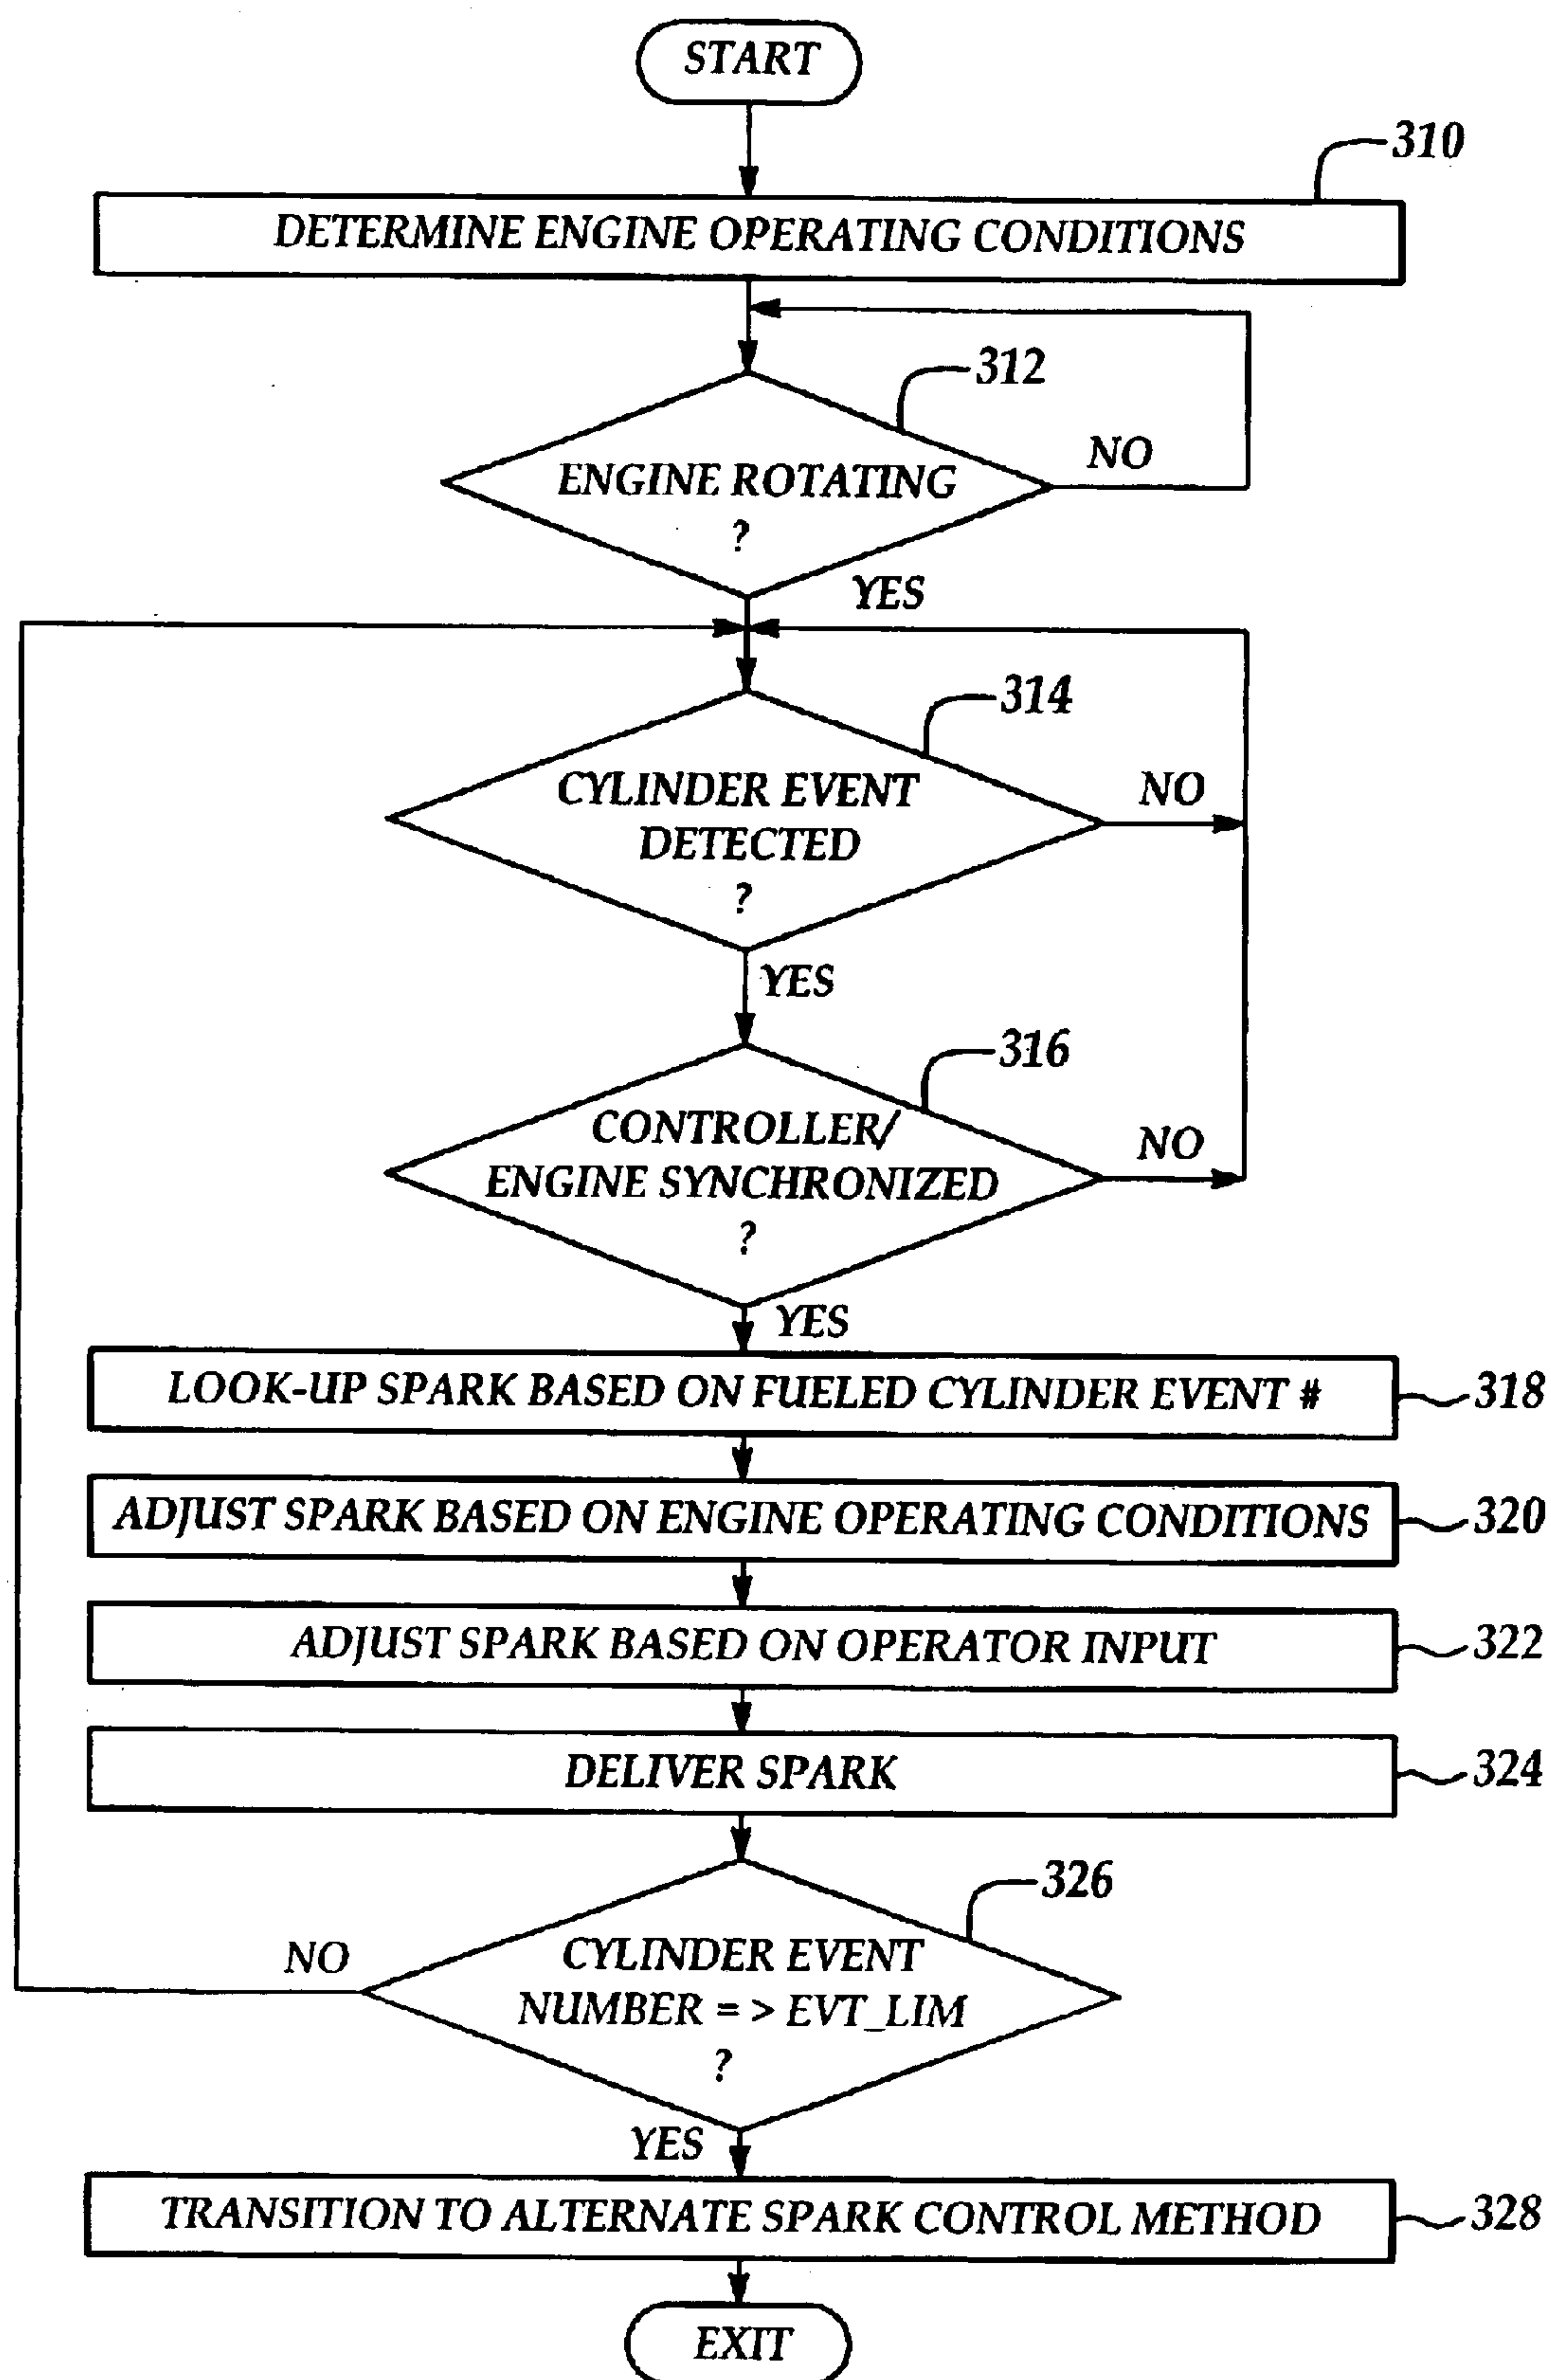 START
310
DETERMINE ENGINE OPERATING CONDITIONS
312
NO
ENGINE ROTATING
?
YES
314
CYLINDER EVENT
DETECTED
?
NO
YES
316
CONTROLLER/
ENGINE SYNCHRONIZED
?
NO
YES
LOOK-UP SPARK BASED ON FUELED CYLINDER EVENT #
318
ADJUST SPARK BASED ON ENGINE OPERATING CONDITIONS
320
ADJUST SPARK BASED ON OPERATOR INPUT
322
DELIVER SPARK
324
326
NO
CYLINDER EVENT
NUMBER = > EVT_LIM
?
YES
TRANSITION TO ALTERNATE SPARK CONTROL METHOD
328
EXIT